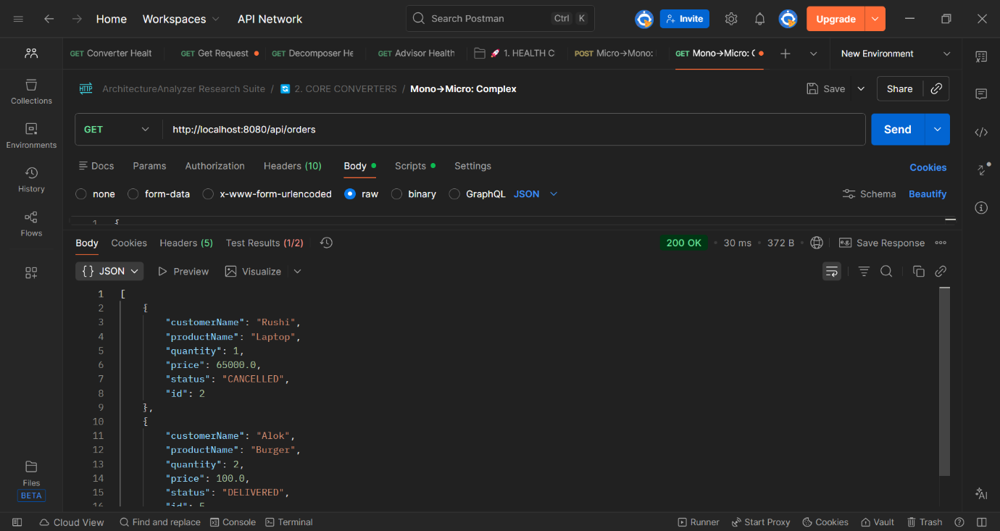 Home Workspaces API Network Search Postman Ctrl K Invite Upgrade
GET Converter Healt GET Get Request GET Decomposer He GET Advisor Health 🚀 1. HEALTH C POST Micro→Mono: GET Mono→Micro: C New Environment
HTTP ArchitectureAnalyzer Research Suite / 🔄 2. CORE CONVERTERS / Mono→Micro: Complex Save Share
Collections
GET http://localhost:8080/api/orders Send
Environments
Docs Params Authorization Headers (10) Body Scripts Settings Cookies
History
none form-data x-www-form-urlencoded raw binary GraphQL JSON Schema Beautify
1 {
Flows
Body Cookies Headers (5) Test Results (1/2) 200 OK • 30 ms • 372 B e.g. Save Response
{} JSON Preview Visualize
1 [
2 {
3 "customerName": "Rushi",
4 "productName": "Laptop",
5 "quantity": 1,
6 "price": 65000.0,
7 "status": "CANCELLED",
8 "id": 2
9 },
10 {
11 "customerName": "Alok",
12 "productName": "Burger",
13 "quantity": 2,
14 "price": 100.0,
15 "status": "DELIVERED",
16 "id": 5
Files
BETA
AI
Cloud View Find and replace Console Terminal Runner Start Proxy Cookies Vault Trash